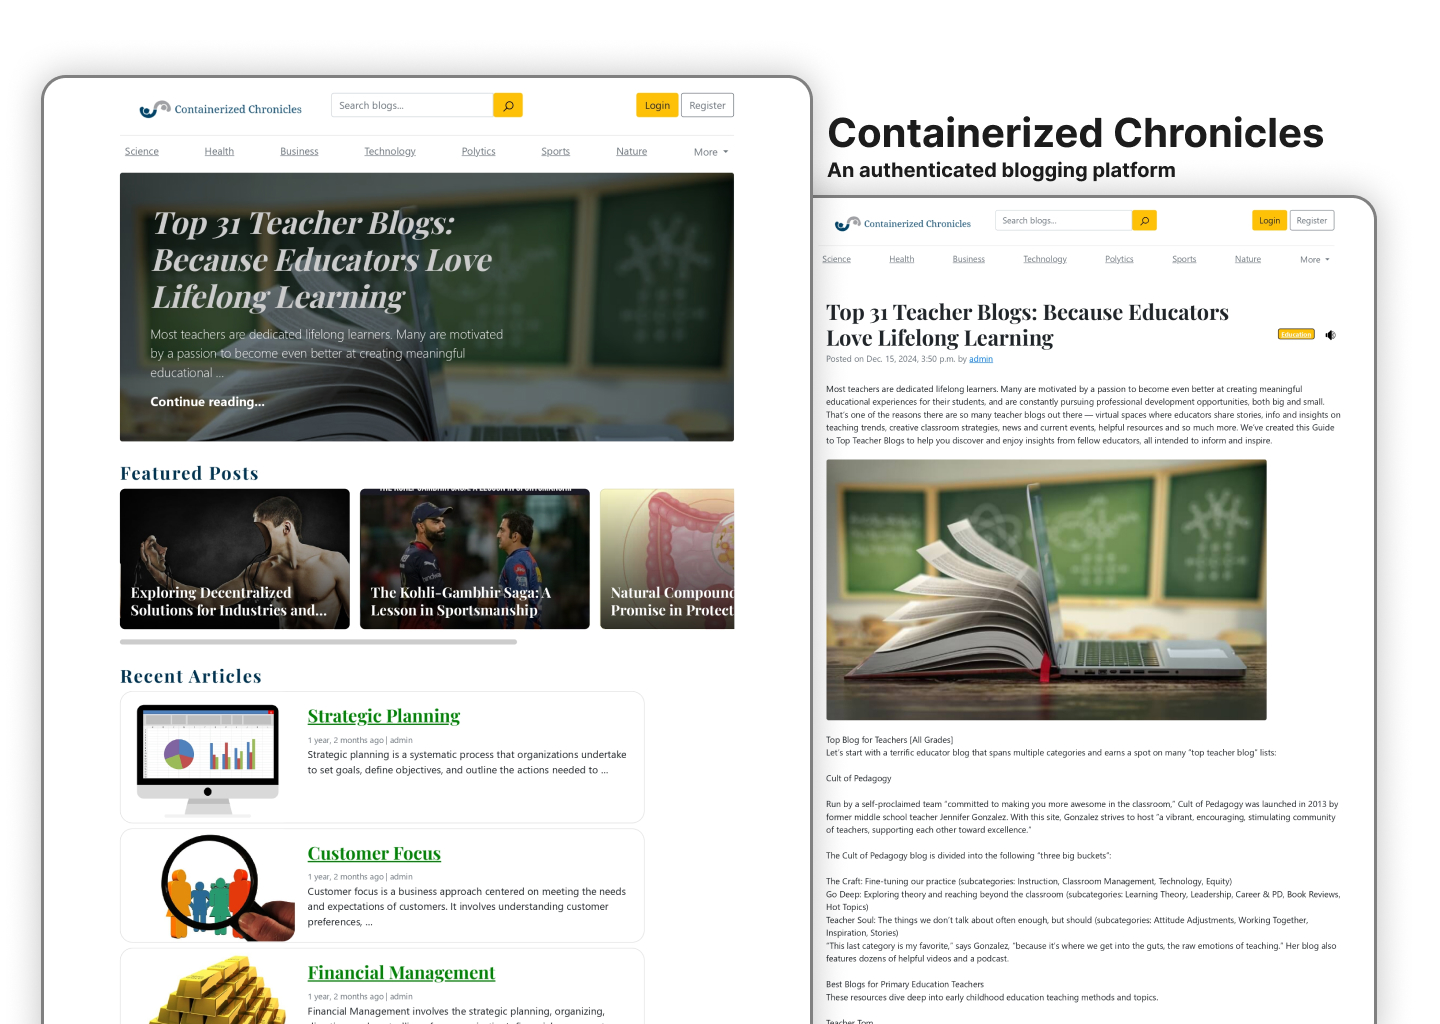 Containerized Chronicles
Search blogs...
Login
Register
Science
Health
Business
Technology
Polytics
Sports
Nature
More
Top 31 Teacher Blogs:
Because Educators Love
Lifelong Learning
Most teachers are dedicated lifelong learners. Many are motivated
by a passion to become even better at creating meaningful
educational ...
Continue reading...
Featured Posts
Exploring Decentralized
Solutions for Industries and...
The Kohli-Gambhir Saga: A
Lesson in Sportsmanship
Natural Compound
Promise in Protect
Recent Articles
Strategic Planning
1 year, 2 months ago | admin
Strategic planning is a systematic process that organizations undertake
to set goals, define objectives, and outline the actions needed to ...
Customer Focus
1 year, 2 months ago | admin
Customer focus is a business approach centered on meeting the needs
and expectations of customers. It involves understanding customer
preferences, ...
Financial Management
1 year, 2 months ago | admin
Financial Management involves the strategic planning, organizing,
Containerized Chronicles
An authenticated blogging platform
Containerized Chronicles
Search blogs...
Login
Register
Science
Health
Business
Technology
Polytics
Sports
Nature
More
Top 31 Teacher Blogs: Because Educators
Love Lifelong Learning
Education
Posted on Dec. 15, 2024, 3:50 p.m. by admin
Most teachers are dedicated lifelong learners. Many are motivated by a passion to become even better at creating meaningful
educational experiences for their students, and are constantly pursuing professional development opportunities, both big and small.
That's one of the reasons there are so many teacher blogs out there — virtual spaces where educators share stories, info and insights on
teaching trends, creative classroom strategies, news and current events, helpful resources and so much more. We've created this Guide
to Top Teacher Blogs to help you discover and enjoy insights from fellow educators, all intended to inform and inspire.
Top Blog for Teachers [All Grades]
Let's start with a terrific educator blog that spans multiple categories and earns a spot on many "top teacher blog" lists:
Cult of Pedagogy
Run by a self-proclaimed team "committed to making you more awesome in the classroom," Cult of Pedagogy was launched in 2013 by
former middle school teacher Jennifer Gonzalez. With this site, Gonzalez strives to host "a vibrant, encouraging, stimulating community
of teachers, supporting each other toward excellence."
The Cult of Pedagogy blog is divided into the following "three big buckets":
The Craft: Fine-tuning our practice (subcategories: Instruction, Classroom Management, Technology, Equity)
Go Deep: Exploring theory and reaching beyond the classroom (subcategories: Learning Theory, Leadership, Career & PD, Book Reviews,
Hot Topics)
Teacher Soul: The things we don't talk about often enough, but should (subcategories: Attitude Adjustments, Working Together,
Inspiration, Stories)
"This last category is my favorite," says Gonzalez, "because it's where we get into the guts, the raw emotions of teaching." Her blog also
features dozens of helpful videos and a podcast.
Best Blogs for Primary Education Teachers
These resources dive deep into early childhood education teaching methods and topics.
Teacher Tom